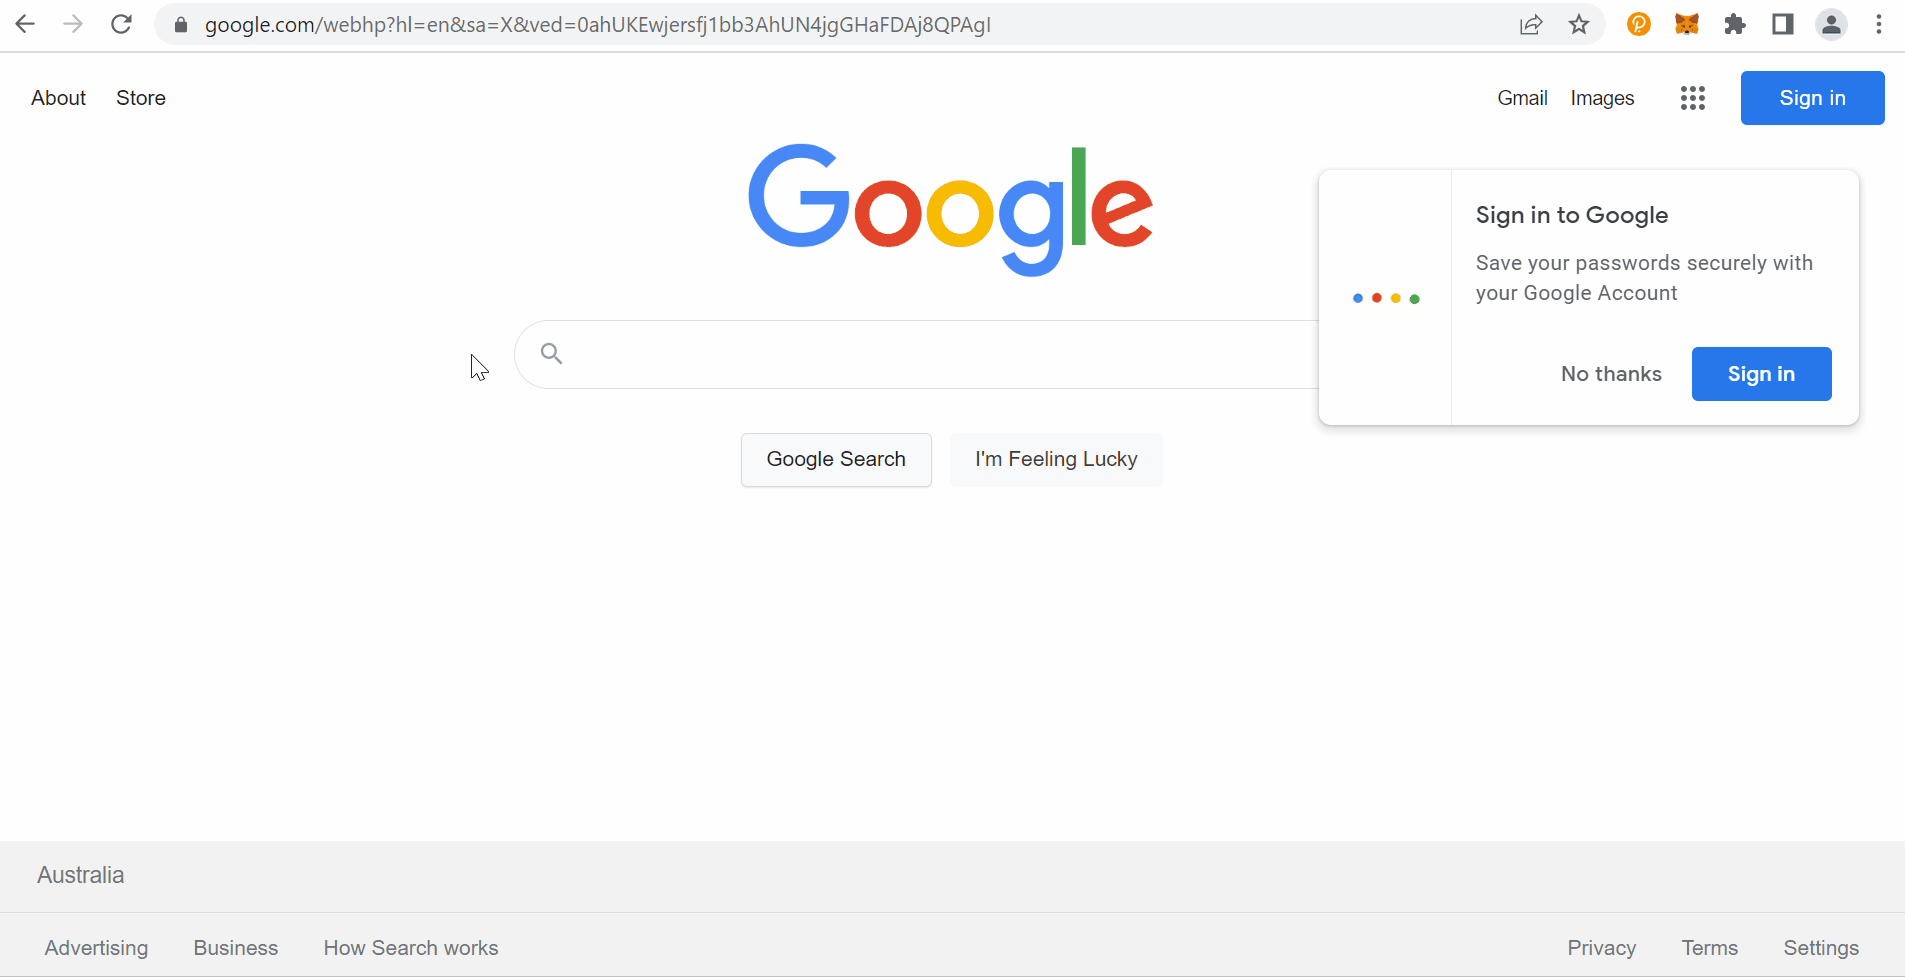 google.com/webhp?hl=en&sa=X&ved=0ahUKEwjersfj1bb3AhUN4jgGHaFDAj8QPAgI
About Store Gmail Images Sign in
Google
Sign in to Google
Save your passwords securely with
your Google Account
No thanks Sign in
Google Search I'm Feeling Lucky
Australia
Advertising Business How Search works Privacy Terms Settings